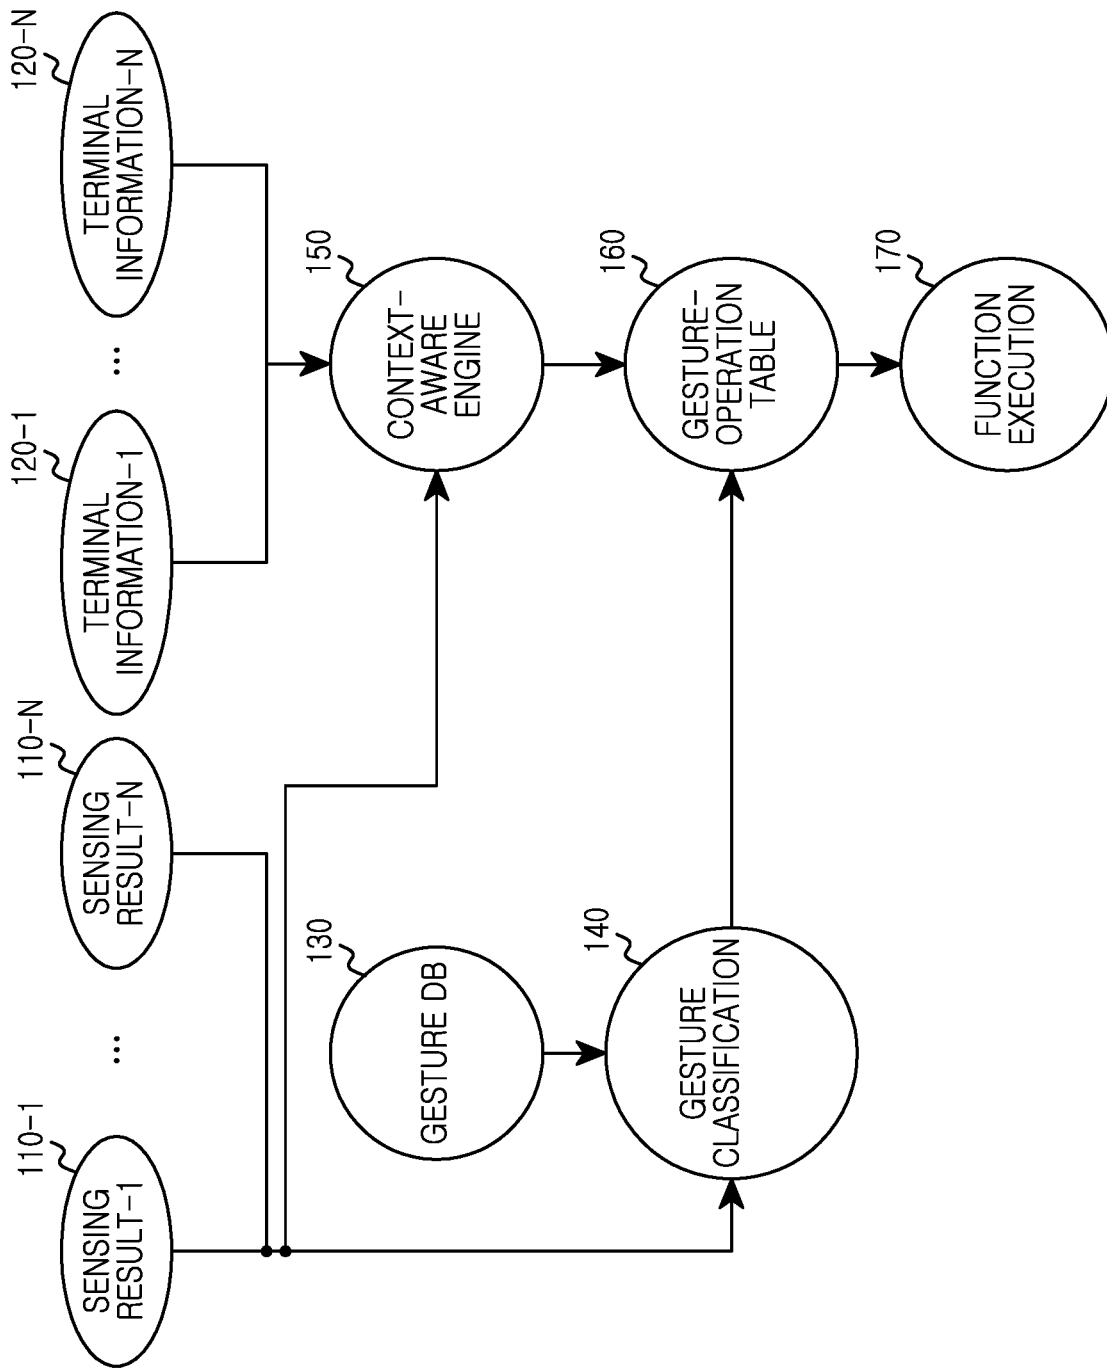 110-1
SENSING
RESULT-1
...
110-N
SENSING
RESULT-N
120-1
TERMINAL
INFORMATION-1
...
120-N
TERMINAL
INFORMATION-N
130
GESTURE DB
150
CONTEXT-
AWARE
ENGINE
140
GESTURE
CLASSIFICATION
160
GESTURE-
OPERATION
TABLE
170
FUNCTION
EXECUTION